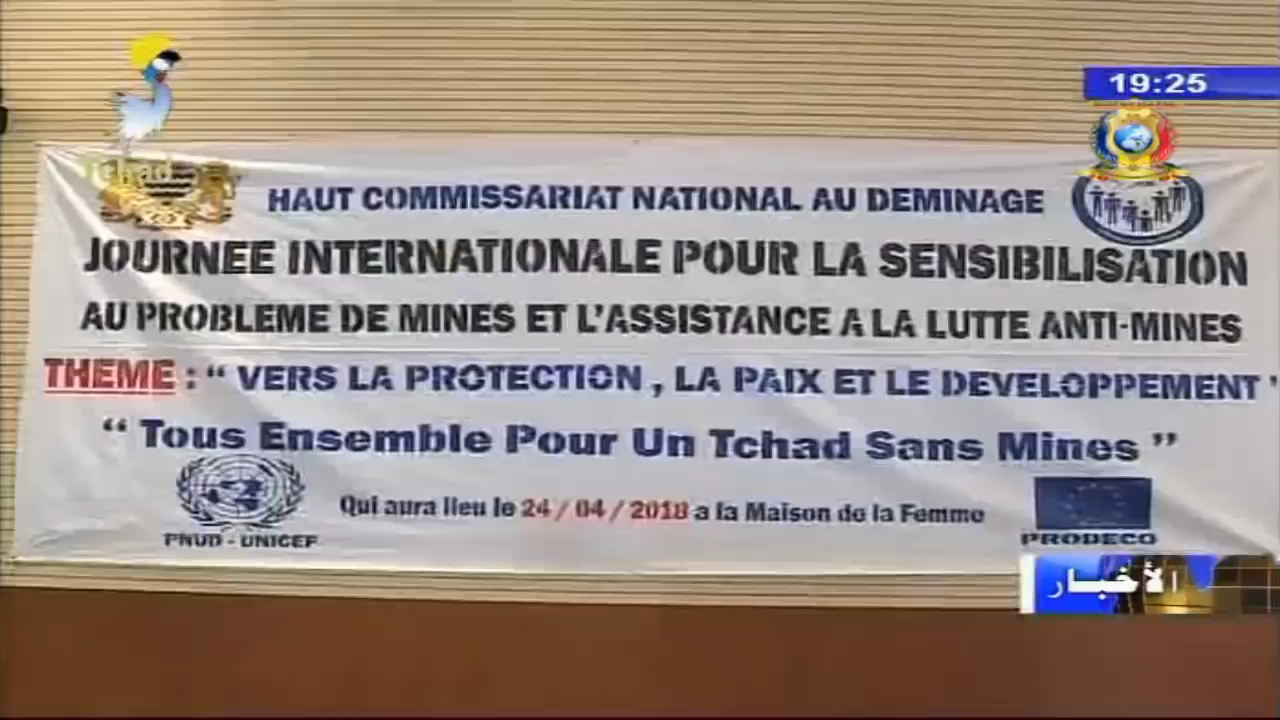 19:25
Tchad
HAUT COMMISSARIAT NATIONAL AU DEMINAGE
JOURNEE INTERNATIONALE POUR LA SENSIBILISATION
AU PROBLEME DE MINES ET L'ASSISTANCE A LA LUTTE ANTI-MINES
THEME : “ VERS LA PROTECTION , LA PAIX ET LE DEVELOPPEMENT '
“ Tous Ensemble Pour Un Tchad Sans Mines ”
Qui aura lieu le 24 / 04 / 2018 a la Maison de la Femme
PNUD - UNICEF
PRODECO
الأخبار